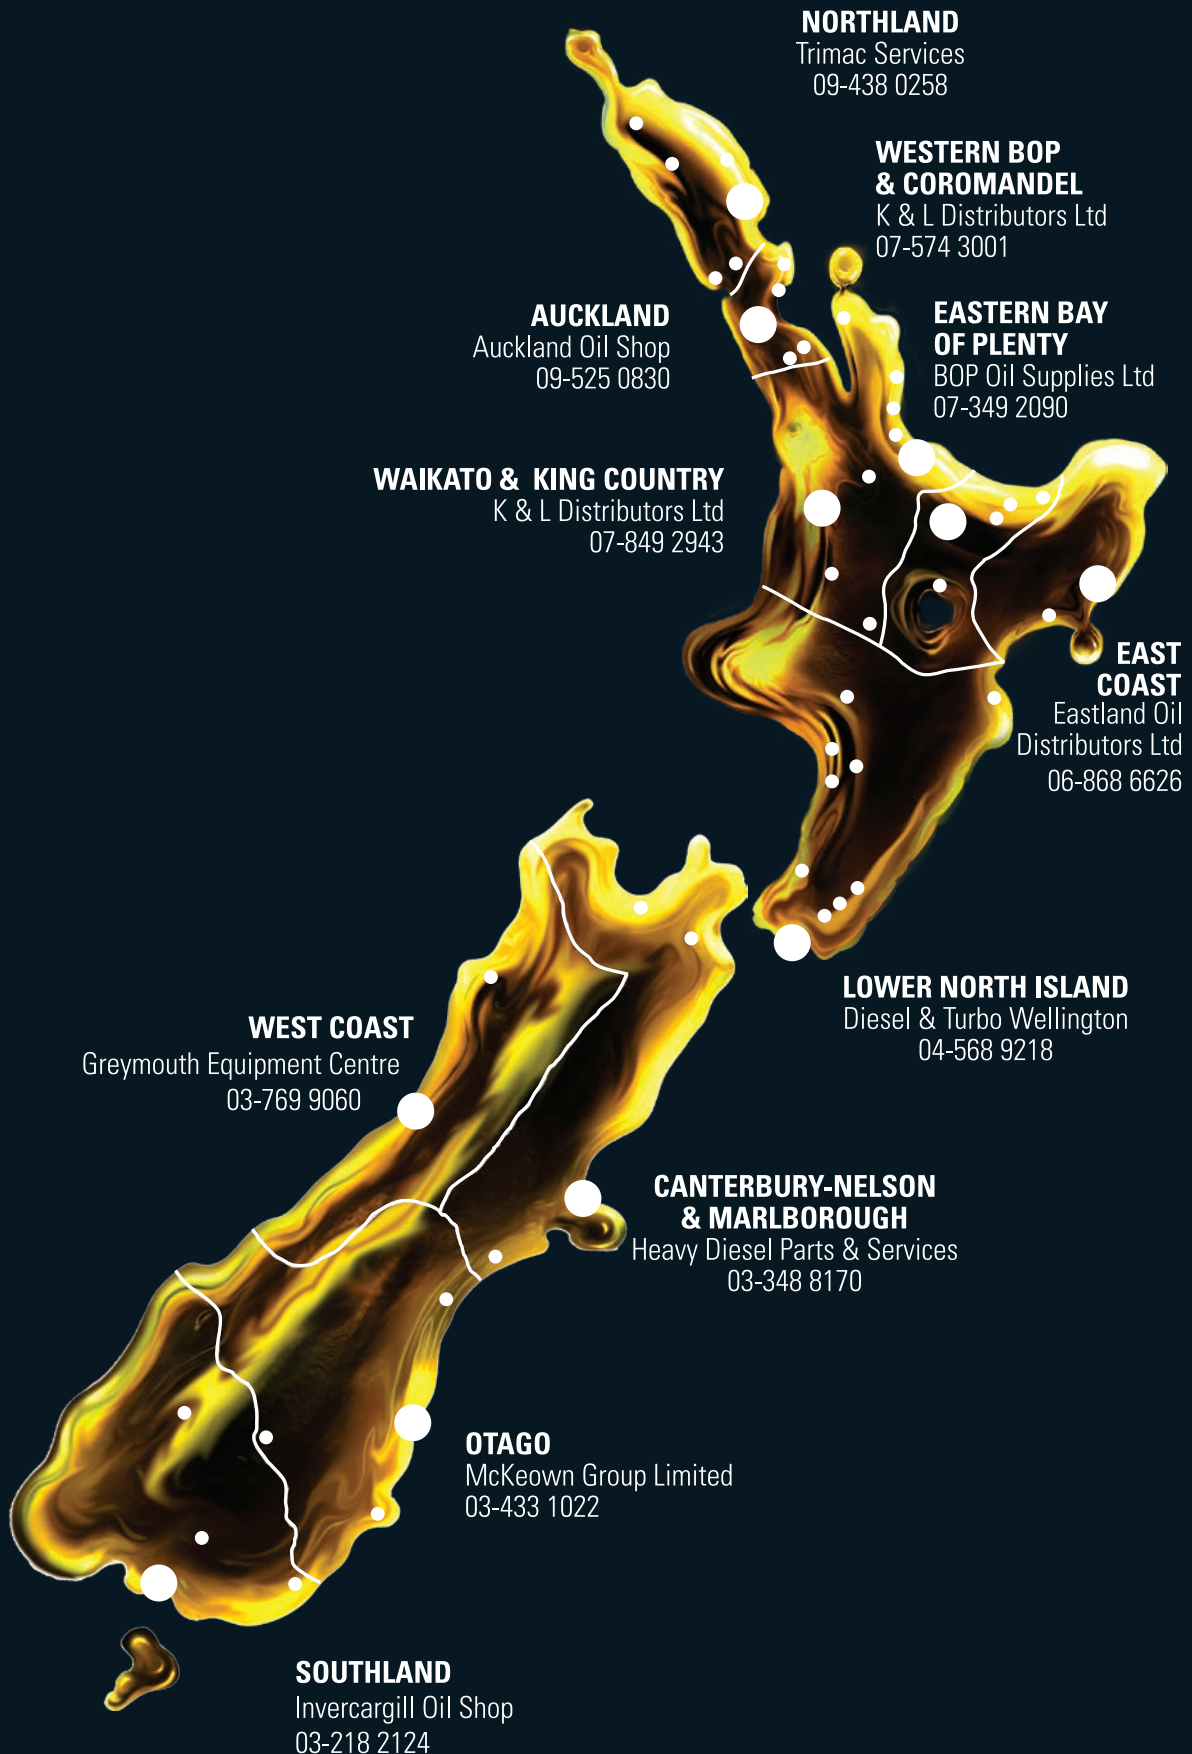 NORTHLAND
Trimac Services
09-438 0258
WESTERN BOP
& COROMANDEL
K & L Distributors Ltd
07-574 3001
AUCKLAND
Auckland Oil Shop
09-525 0830
EASTERN BAY
OF PLENTY
BOP Oil Supplies Ltd
07-349 2090
WAIKATO & KING COUNTRY
K & L Distributors Ltd
07-849 2943
EAST
COAST
Eastland Oil
Distributors Ltd
06-868 6626
LOWER NORTH ISLAND
Diesel & Turbo Wellington
04-568 9218
WEST COAST
Greymouth Equipment Centre
03-769 9060
CANTERBURY-NELSON
& MARLBOROUGH
Heavy Diesel Parts & Services
03-348 8170
OTAGO
McKeown Group Limited
03-433 1022
SOUTHLAND
Invercargill Oil Shop
03-218 2124